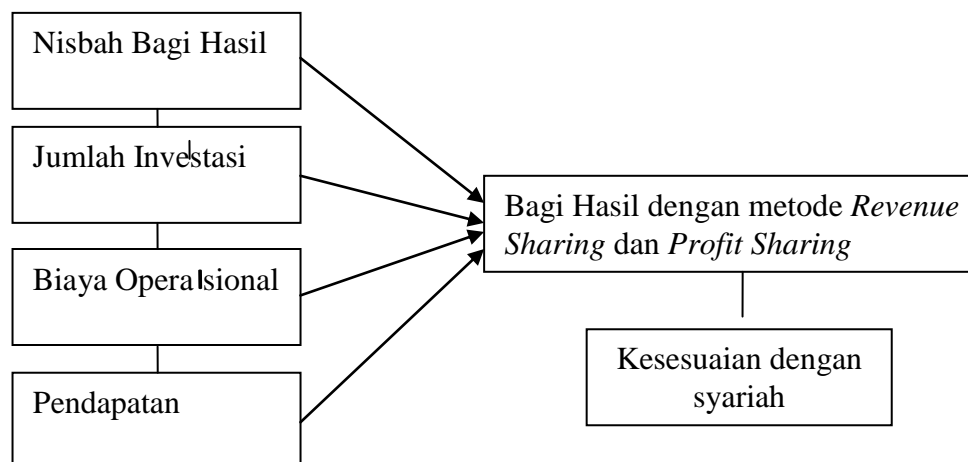 Nisbah Bagi Hasil
Jumlah Investasi
Biaya Operasional
Pendapatan
Bagi Hasil dengan metode Revenue
Sharing dan Profit Sharing
Kesesuaian dengan
syariah